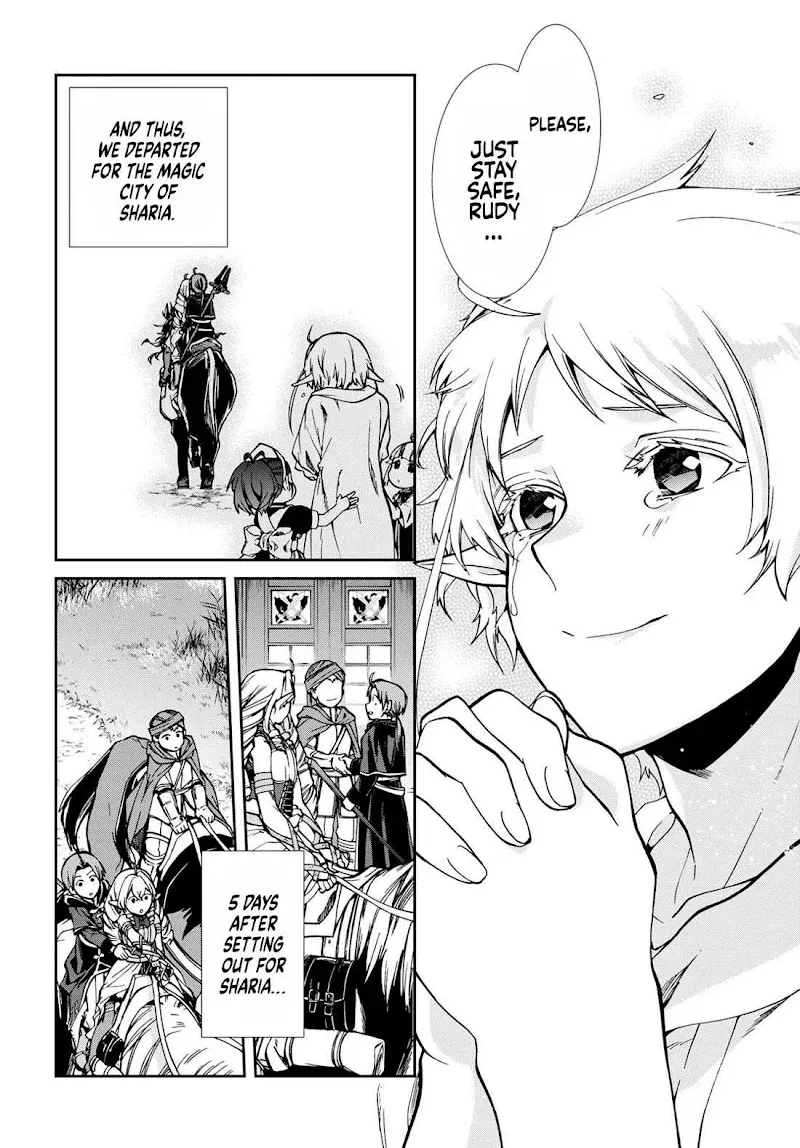 PLEASE,
JUST
STAY
SAFE,
RUDY
...
AND THUS,
WE DEPARTED
FOR THE MAGIC
CITY OF
SHARIA.
5 DAYS
AFTER
SETTING
OUT FOR
SHARIA...